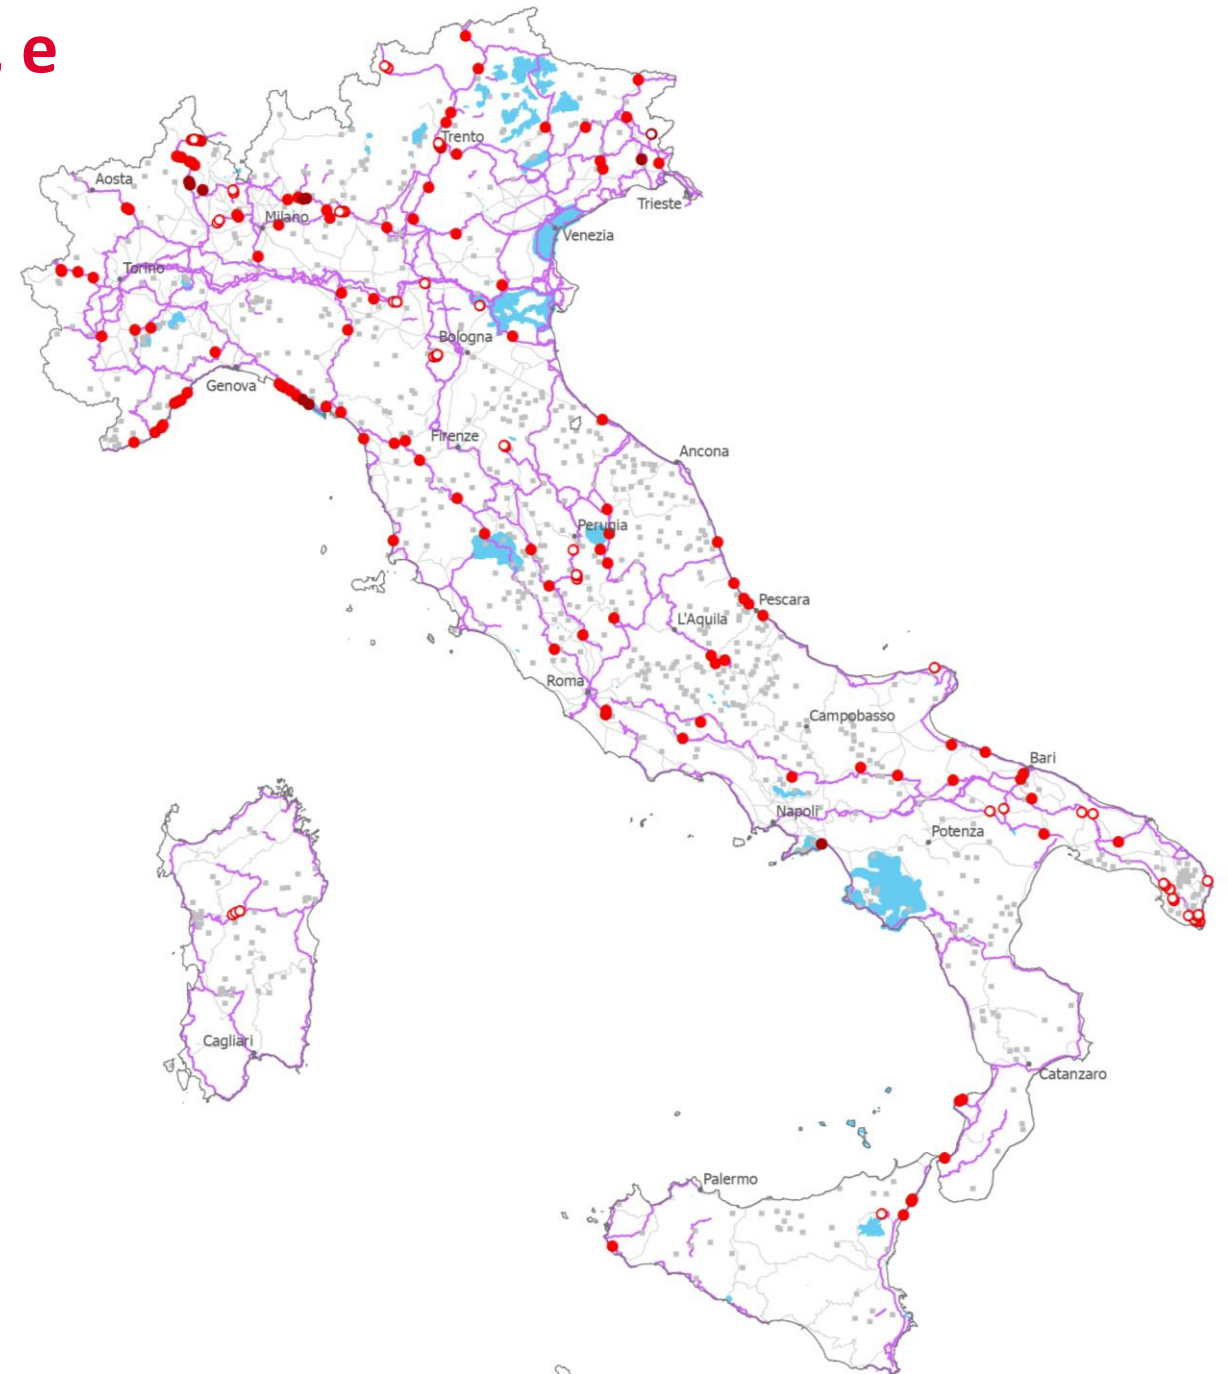 , e
Trento
Aosta
Trieste
Milano
Venezia
Torino
Bologna
Genova
Firenze
Ancona
Perugia
Pescara
L'Aquila
Roma
Campobasso
Bari
Napoli
Potenza
Cagliari
Catanzaro
Palermo